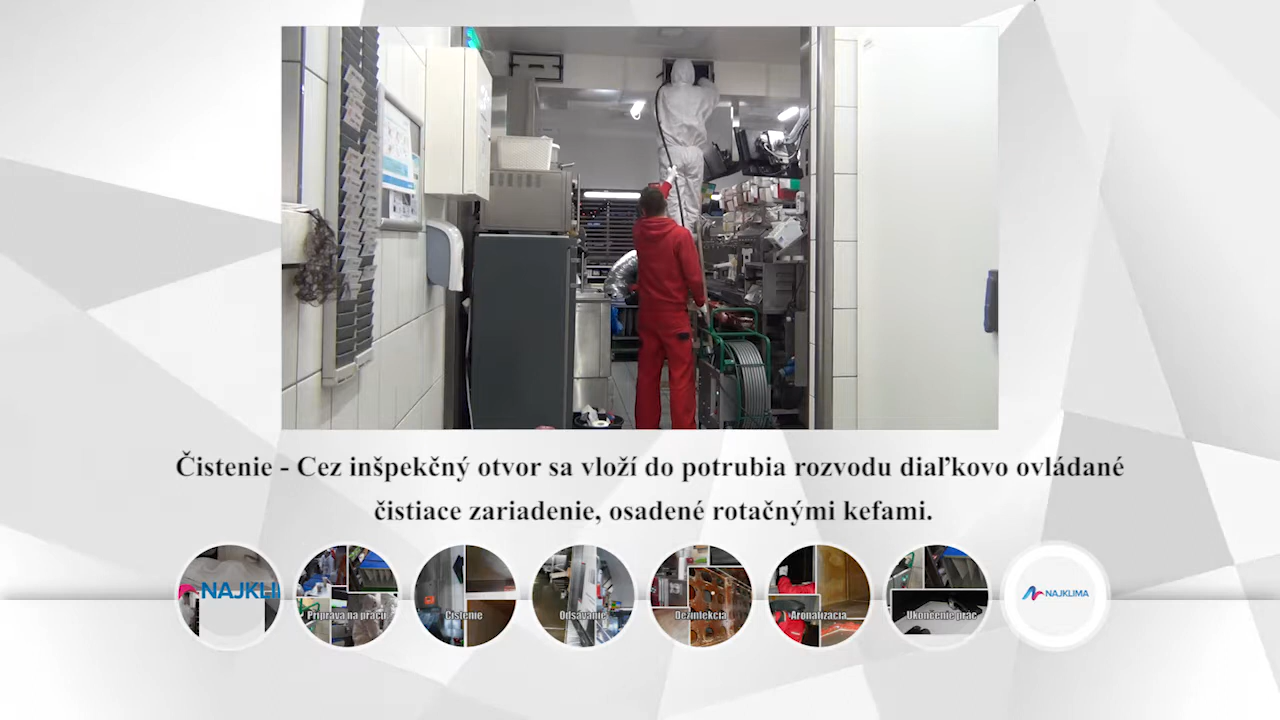 Čistenie - Cez inšpekčný otvor sa vloží do potrubia rozvodu diaľkovo ovládané
čistiace zariadenie, osadené rotačnými kefami.
NAJKLI
Príprava na prácu
Čistenie
Odsávanie
Dezinfekcia
Aromatizácia
Ukončenie prác
NAJKLIMA